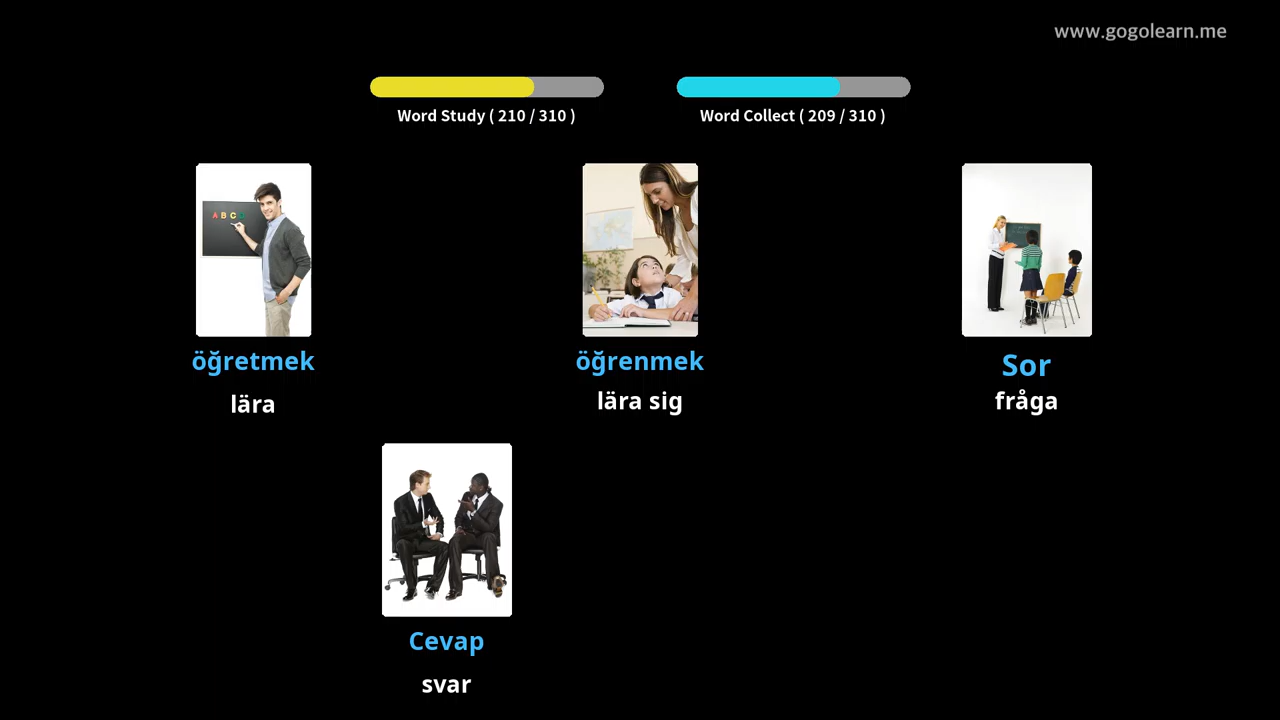 www.gogolearn.me
Word Study ( 210 / 310 )
Word Collect ( 209 / 310 )
A B C D
öğretmek
öğrenmek
Sor
lära
lära sig
fråga
Cevap
svar